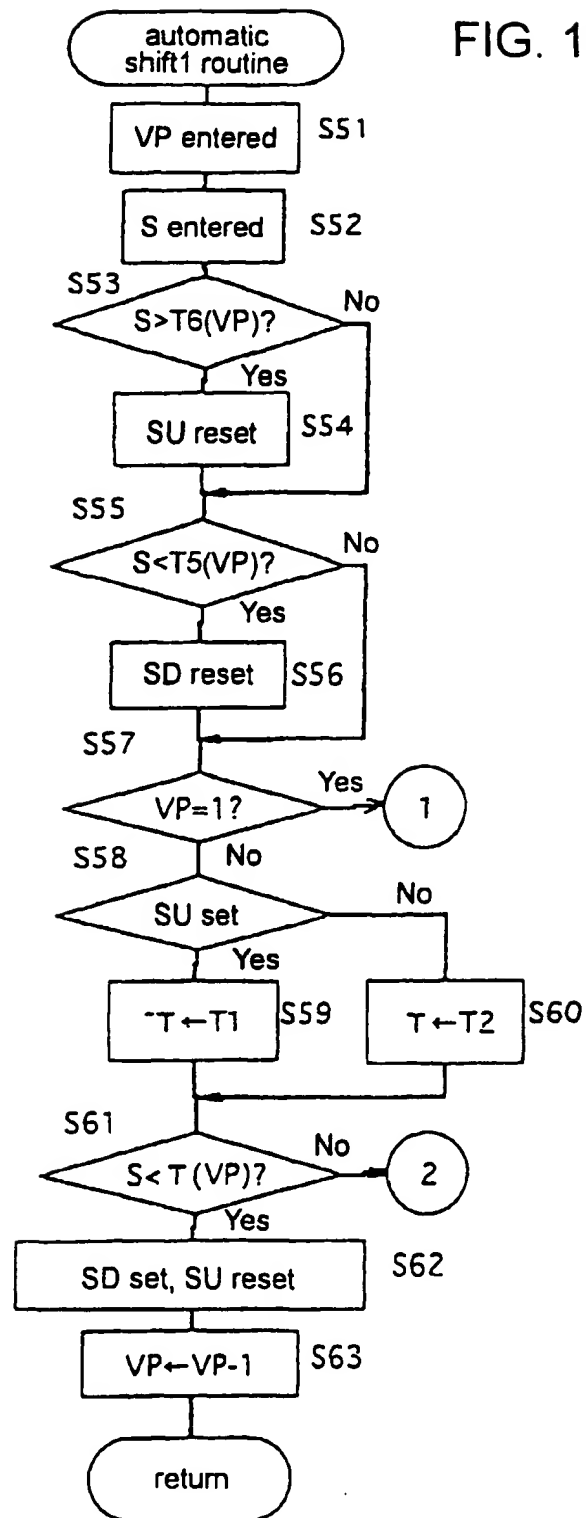 FIG. 1
automatic
shift1 routine
VP entered
S51
S entered
S52
S53
S>T6(VP)?
No
Yes
SU reset
S54
S55
S<T5(VP)?
No
Yes
SD reset
S56
S57
VP=1?
Yes
1
No
S58
SU set
No
Yes
T←T1
S59
T←T2
S60
S61
S<T(VP)?
No
2
Yes
SD set, SU reset
S62
VP←VP-1
S63
return